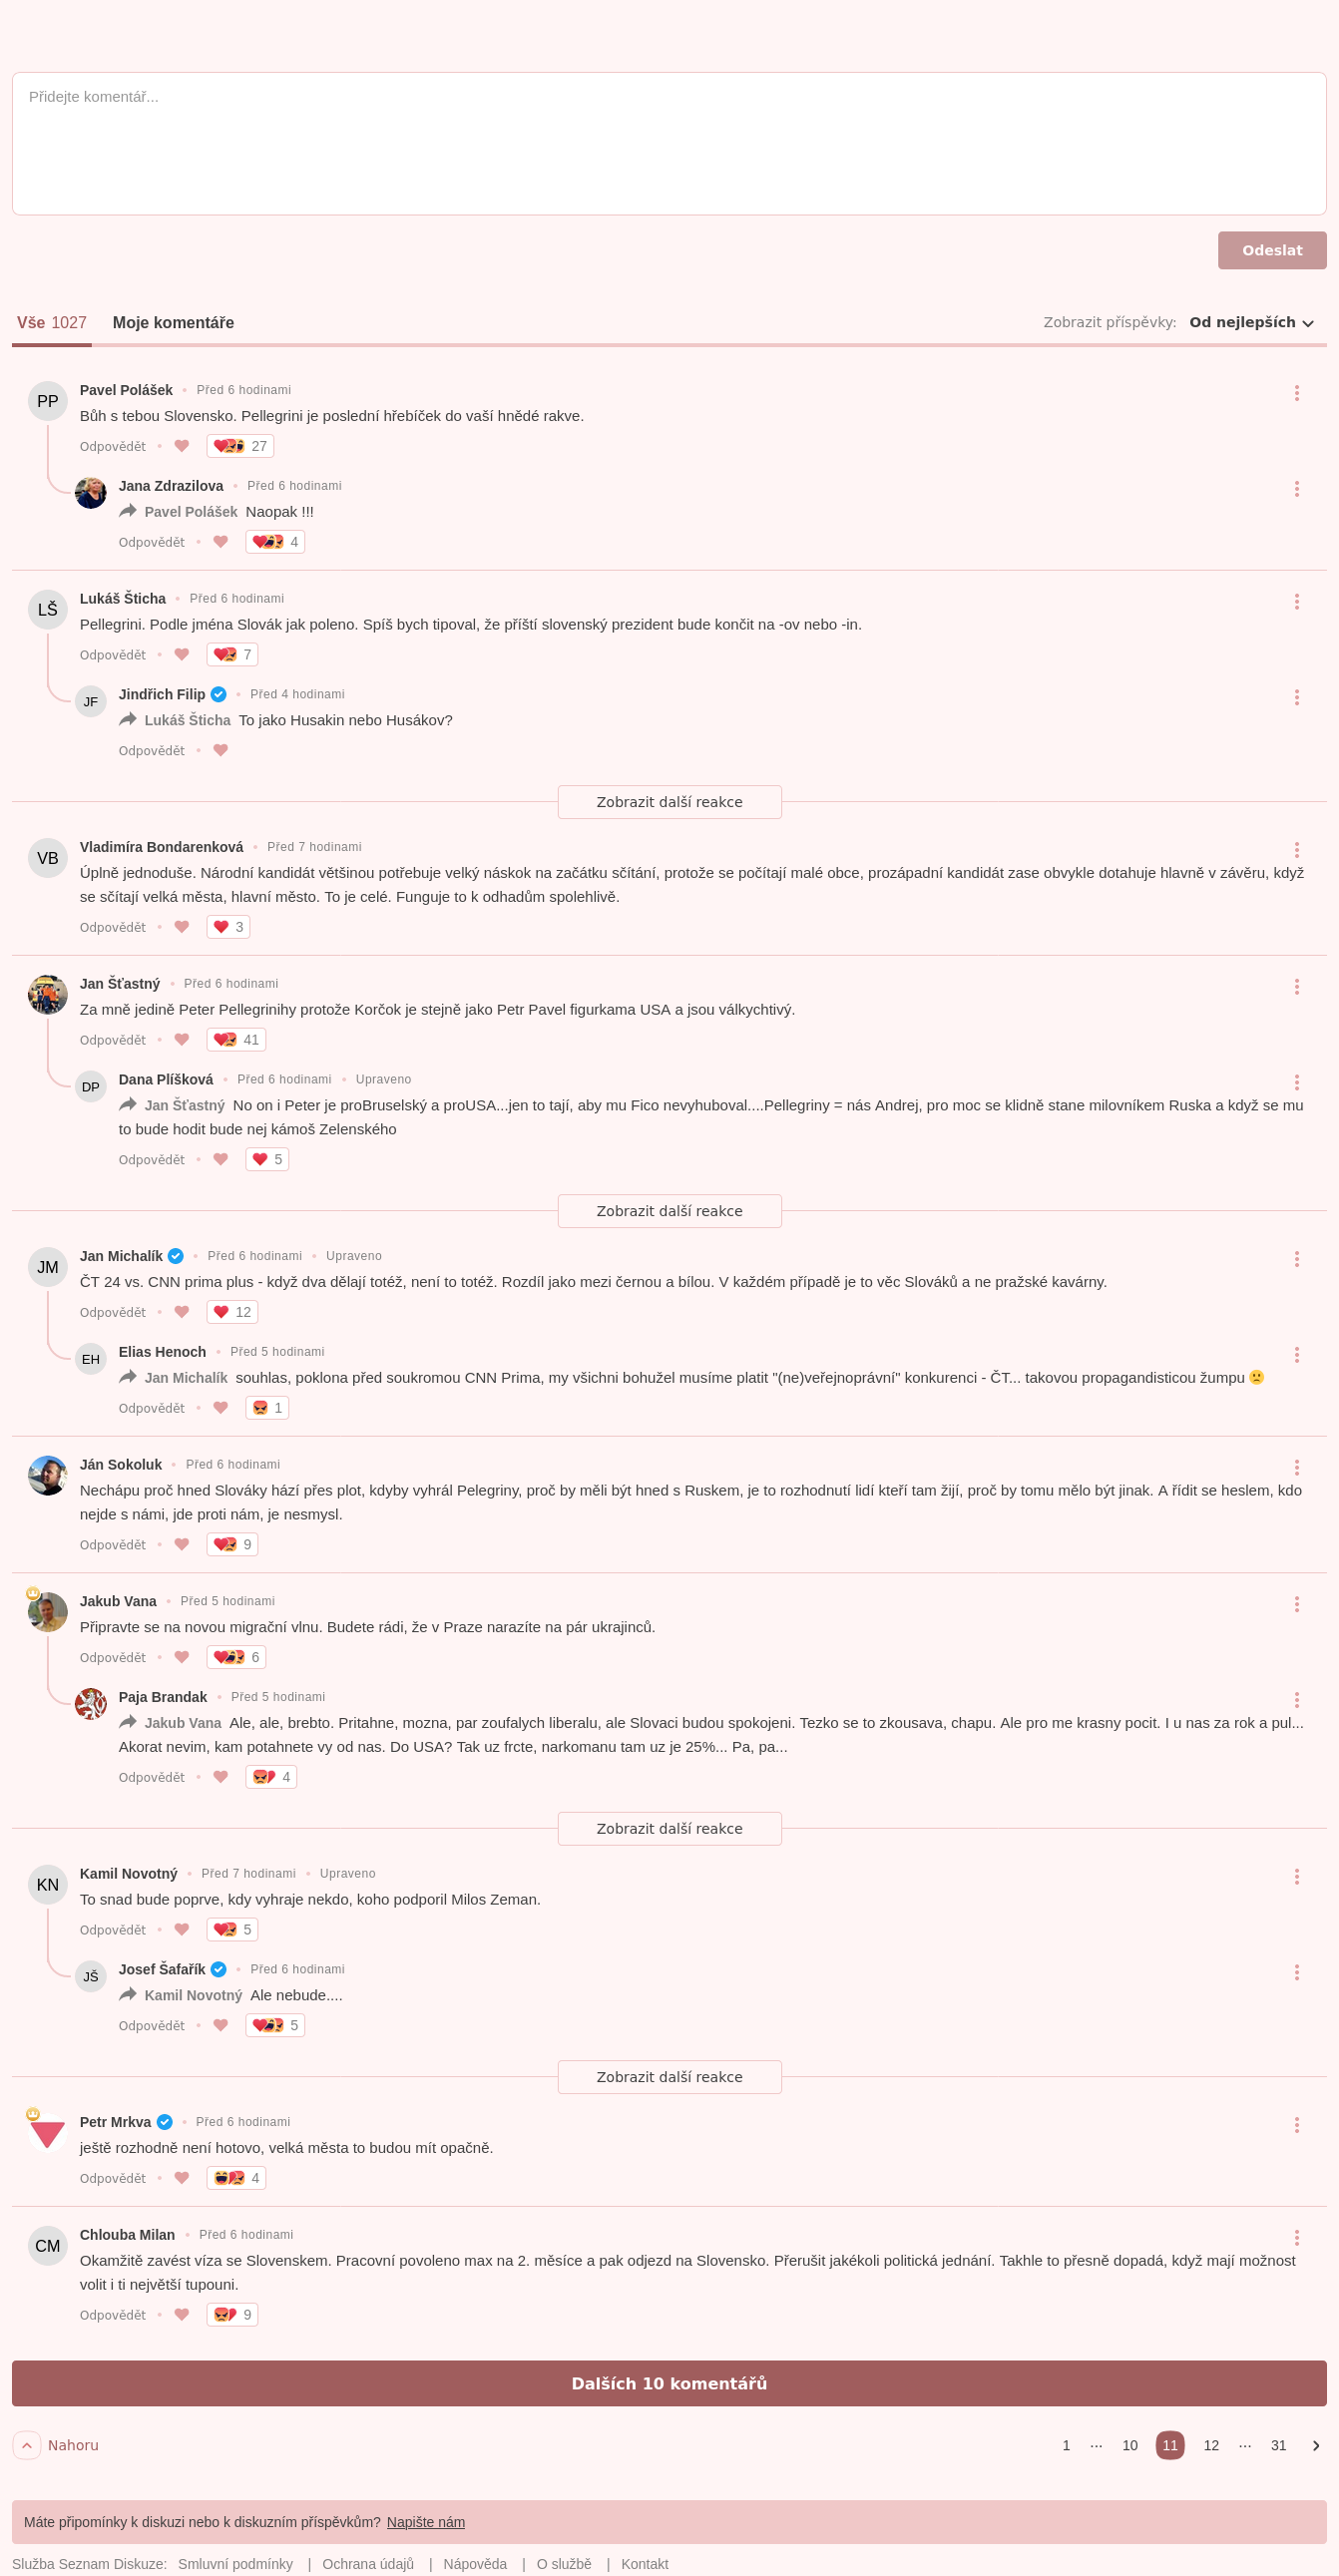 Přidejte komentář...
Odeslat
Vše 1027 Moje komentáře Zobrazit příspěvky: Od nejlepších
PP Pavel Polášek • Před 6 hodinami
Bůh s tebou Slovensko. Pellegrini je poslední hřebíček do vaší hnědé rakve.
Odpovědět • 27
Jana Zdrazilova • Před 6 hodinami
Pavel Polášek Naopak !!!
Odpovědět • 4
LŠ Lukáš Šticha • Před 6 hodinami
Pellegrini. Podle jména Slovák jak poleno. Spíš bych tipoval, že příští slovenský prezident bude končit na -ov nebo -in.
Odpovědět • 7
JF Jindřich Filip • Před 4 hodinami
Lukáš Šticha To jako Husakin nebo Husákov?
Odpovědět •
Zobrazit další reakce
VB Vladimíra Bondarenková • Před 7 hodinami
Úplně jednoduše. Národní kandidát většinou potřebuje velký náskok na začátku sčítání, protože se počítají malé obce, prozápadní kandidát zase obvykle dotahuje hlavně v závěru, když
se sčítají velká města, hlavní město. To je celé. Funguje to k odhadům spolehlivě.
Odpovědět • 3
Jan Šťastný • Před 6 hodinami
Za mně jedině Peter Pellegrinihy protože Korčok je stejně jako Petr Pavel figurkama USA a jsou válkychtivý.
Odpovědět • 41
DP Dana Plíšková • Před 6 hodinami • Upraveno
Jan Šťastný No on i Peter je proBruselský a proUSA...jen to tají, aby mu Fico nevyhuboval....Pellegriny = nás Andrej, pro moc se klidně stane milovníkem Ruska a když se mu
to bude hodit bude nej kámoš Zelenského
Odpovědět • 5
Zobrazit další reakce
JM Jan Michalík • Před 6 hodinami • Upraveno
ČT 24 vs. CNN prima plus - když dva dělají totéž, není to totéž. Rozdíl jako mezi černou a bílou. V každém případě je to věc Slováků a ne pražské kavárny.
Odpovědět • 12
EH Elias Henoch • Před 5 hodinami
Jan Michalík souhlas, poklona před soukromou CNN Prima, my všichni bohužel musíme platit "(ne)veřejnoprávní" konkurenci - ČT... takovou propagandisticou žumpu 🙁
Odpovědět • 1
Ján Sokoluk • Před 6 hodinami
Nechápu proč hned Slováky hází přes plot, kdyby vyhrál Pelegriny, proč by měli být hned s Ruskem, je to rozhodnutí lidí kteří tam žijí, proč by tomu mělo být jinak. A řídit se heslem, kdo
nejde s námi, jde proti nám, je nesmysl.
Odpovědět • 9
Jakub Vana • Před 5 hodinami
Připravte se na novou migrační vlnu. Budete rádi, že v Praze narazíte na pár ukrajinců.
Odpovědět • 6
Paja Brandak • Před 5 hodinami
Jakub Vana Ale, ale, brebto. Pritahne, mozna, par zoufalych liberalu, ale Slovaci budou spokojeni. Tezko se to zkousava, chapu. Ale pro me krasny pocit. I u nas za rok a pul...
Akorat nevim, kam potahnete vy od nas. Do USA? Tak uz frcte, narkomanu tam uz je 25%... Pa, pa...
Odpovědět • 4
Zobrazit další reakce
KN Kamil Novotný • Před 7 hodinami • Upraveno
To snad bude poprve, kdy vyhraje nekdo, koho podporil Milos Zeman.
Odpovědět • 5
JŠ Josef Šafařík • Před 6 hodinami
Kamil Novotný Ale nebude....
Odpovědět • 5
Zobrazit další reakce
Petr Mrkva • Před 6 hodinami
ještě rozhodně není hotovo, velká města to budou mít opačně.
Odpovědět • 4
CM Chlouba Milan • Před 6 hodinami
Okamžitě zavést víza se Slovenskem. Pracovní povoleno max na 2. měsíce a pak odjezd na Slovensko. Přerušit jakékoli politická jednání. Takhle to přesně dopadá, když mají možnost
volit i ti největší tupouni.
Odpovědět • 9
Dalších 10 komentářů
Nahoru 1 ··· 10 11 12 ··· 31
Máte připomínky k diskuzi nebo k diskuzním příspěvkům? Napište nám
Služba Seznam Diskuze: Smluvní podmínky | Ochrana údajů | Nápověda | O službě | Kontakt